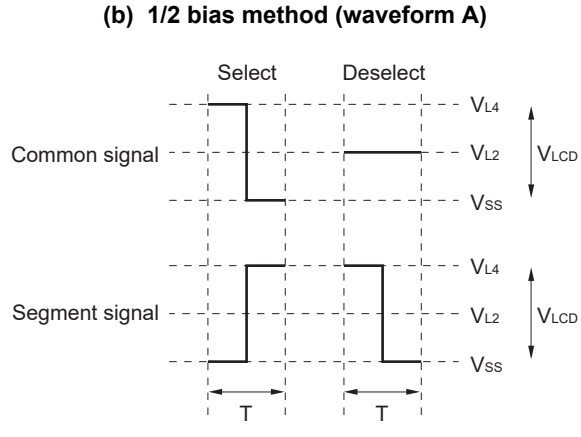 (b) 1/2 bias method (waveform A)
Select Deselect
VL4
Common signal VL2 VLCD
VSS
VL4
Segment signal VL2 VLCD
VSS
T T